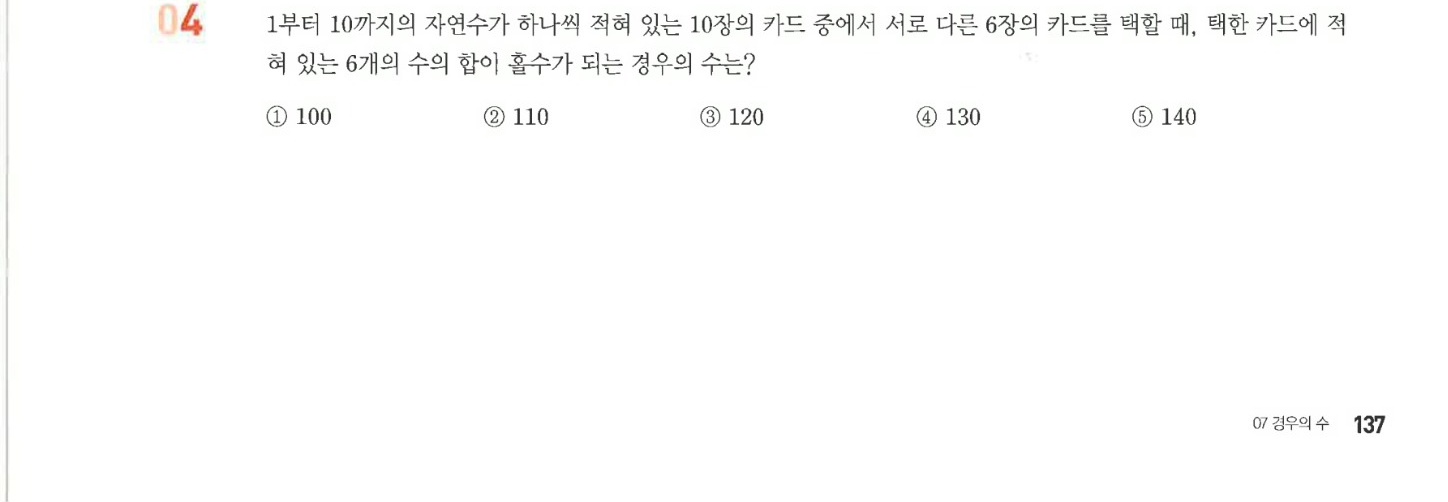 04
1부터 10까지의 자연수가 하나씩 적혀 있는 10장의 카드 중에서 서로 다른 6장의 카드를 택할 때, 택한 카드에 적
혀 있는 6개의 수의 합이 홀수가 되는 경우의 수는?
① 100 ② 110 ③ 120 ④ 130 ⑤ 140
07 경우의 수 137